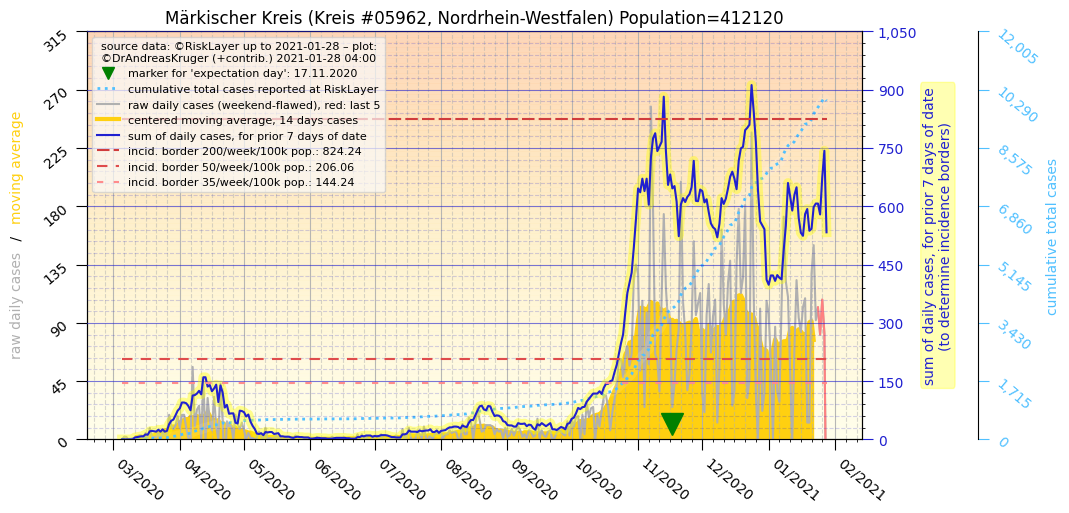 Märkischer Kreis (Kreis #05962, Nordrhein-Westfalen) Population=412120
source data: ©RiskLayer up to 2021-01-28 – plot:
©DrAndreasKruger (+contrib.) 2021-01-28 04:00
marker for 'expectation day': 17.11.2020
cumulative total cases reported at RiskLayer
raw daily cases (weekend-flawed), red: last 5
centered moving average, 14 days cases
sum of daily cases, for prior 7 days of date
incid. border 200/week/100k pop.: 824.24
incid. border 50/week/100k pop.: 206.06
incid. border 35/week/100k pop.: 144.24
raw daily cases / moving average
315
270
225
180
135
90
45
0
03/2020
04/2020
05/2020
06/2020
07/2020
08/2020
09/2020
10/2020
11/2020
12/2020
01/2021
02/2021
1,050
900
750
600
450
300
150
0
sum of daily cases, for prior 7 days of date
(to determine incidence borders)
12,005
10,290
8,575
6,860
5,145
3,430
1,715
0
cumulative total cases